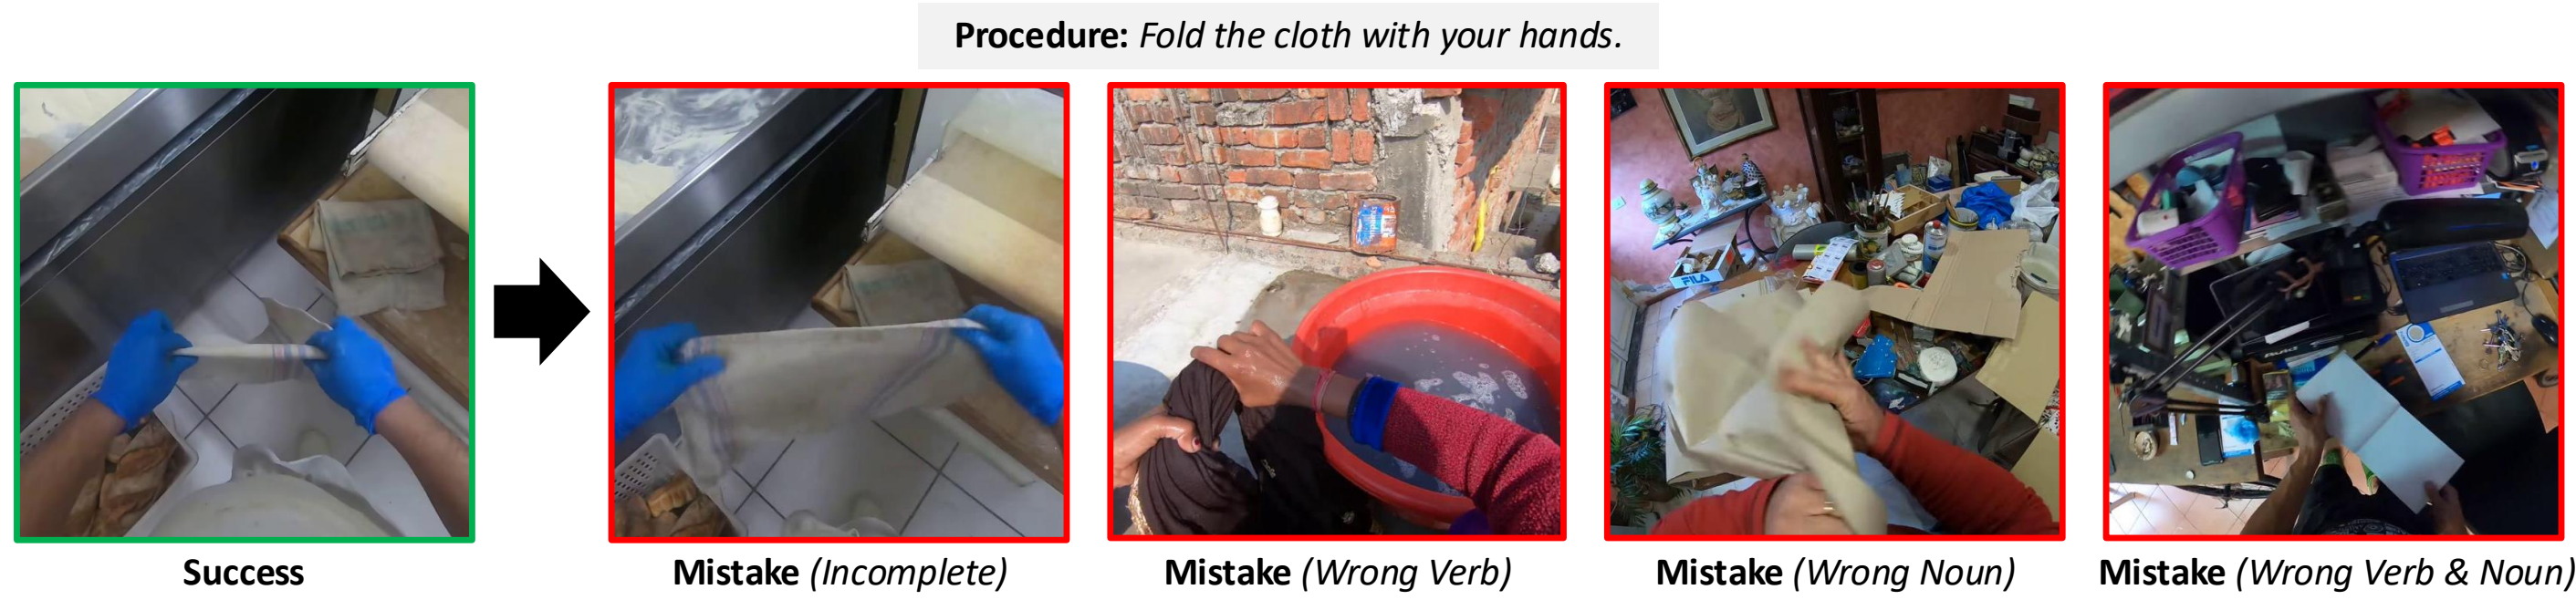 Procedure: Fold the cloth with your hands.
FILA
Success
Mistake (Incomplete)
Mistake (Wrong Verb)
Mistake (Wrong Noun)
Mistake (Wrong Verb & Noun)